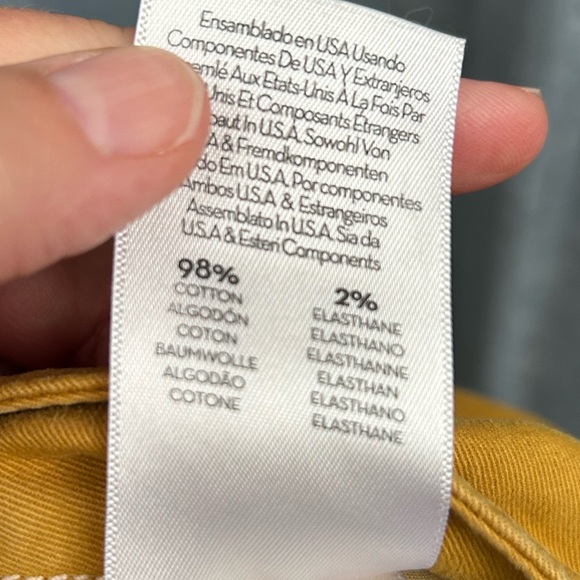 Ensamblado en USA Usando
Componentes De USA Y Extranjeros
Aux Etats-Unis À La Fois Par
Unis Et Composants Etrangers
In U.S.A. Sowohl Von
& Fremdkomponenten
Em U.S.A. Por componentes
Ambos U.S.A & Estrangeiros
Assemblato In U.S.A. Sia da
U.S.A & Esteri Components
98%
COTTON
ALGODÓN
COTON
BAUMWOLLE
ALGODÃO
COTONE
2%
ELASTHANE
ELASTHANO
ELASTHANNE
ELASTHAN
ELASTHANO
ELASTHANE